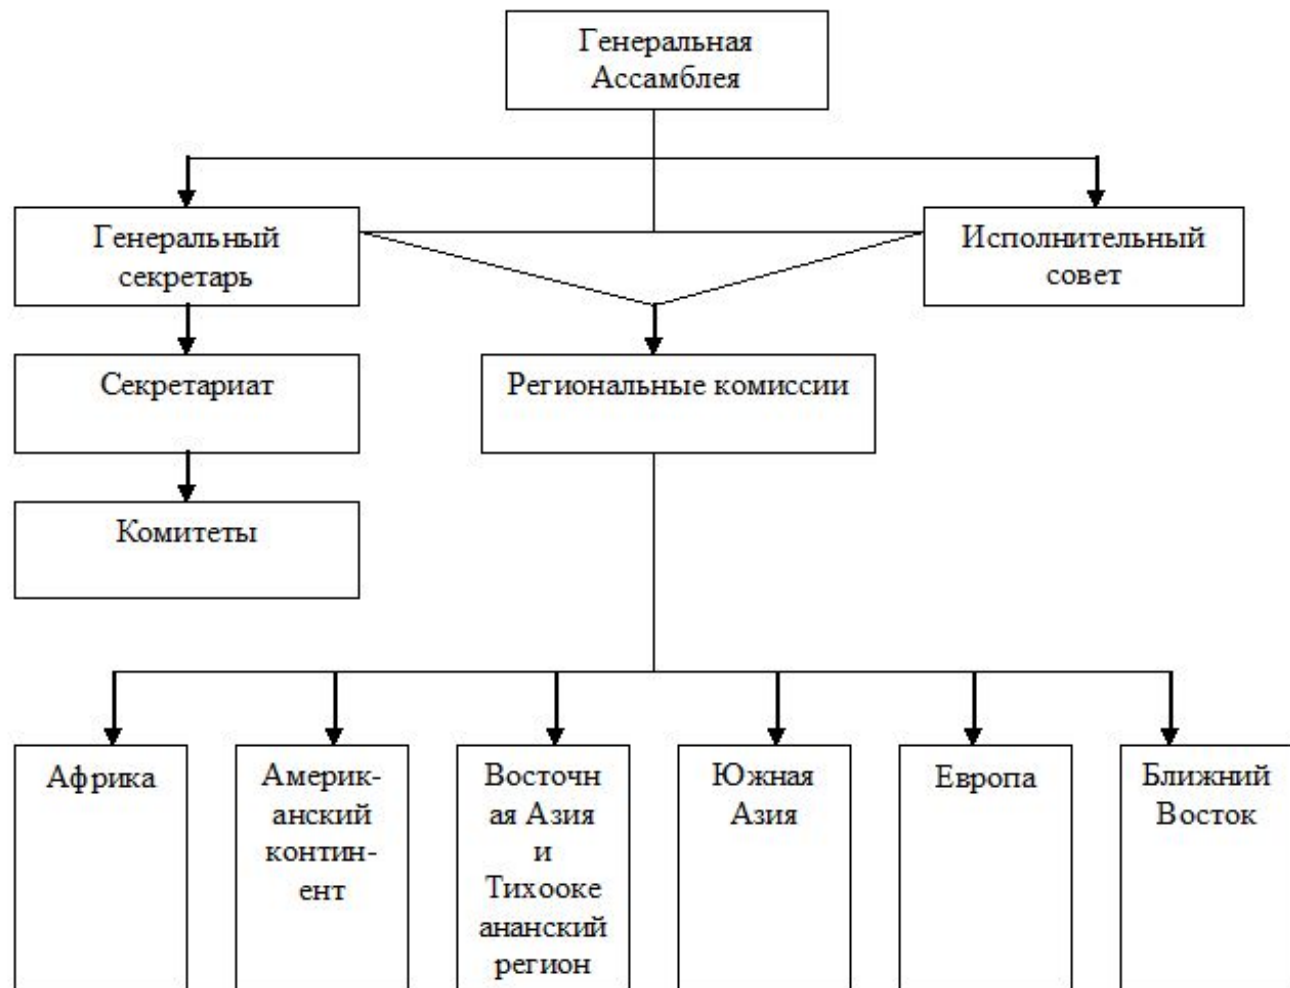 Генеральная
Ассамблея
Генеральный
секретарь
Исполнительный
совет
Секретариат
Региональные комиссии
Комитеты
Африка
Америк-
анский
контин-
ент
Восточн
ая Азия
и
Тихооке
ананский
регион
Южная
Азия
Европа
Ближний
Восток